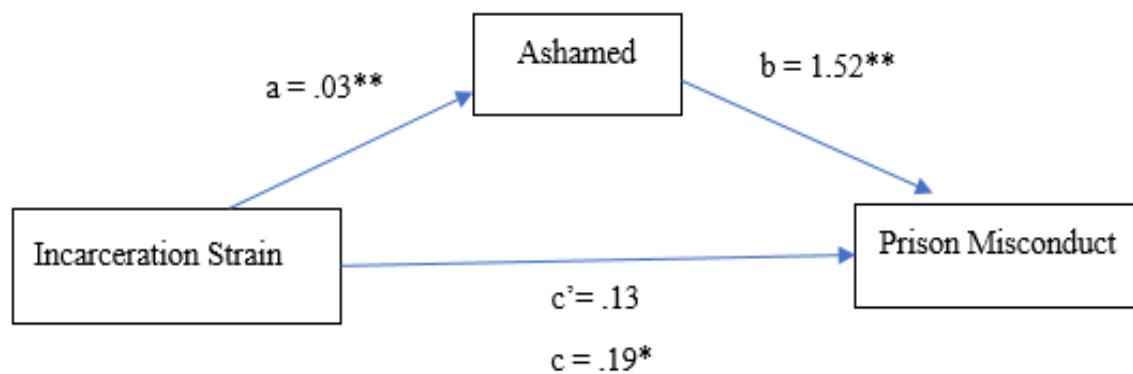 Ashamed
a = .03**
b = 1.52**
Incarceration Strain
Prison Misconduct
c’= .13
c = .19*